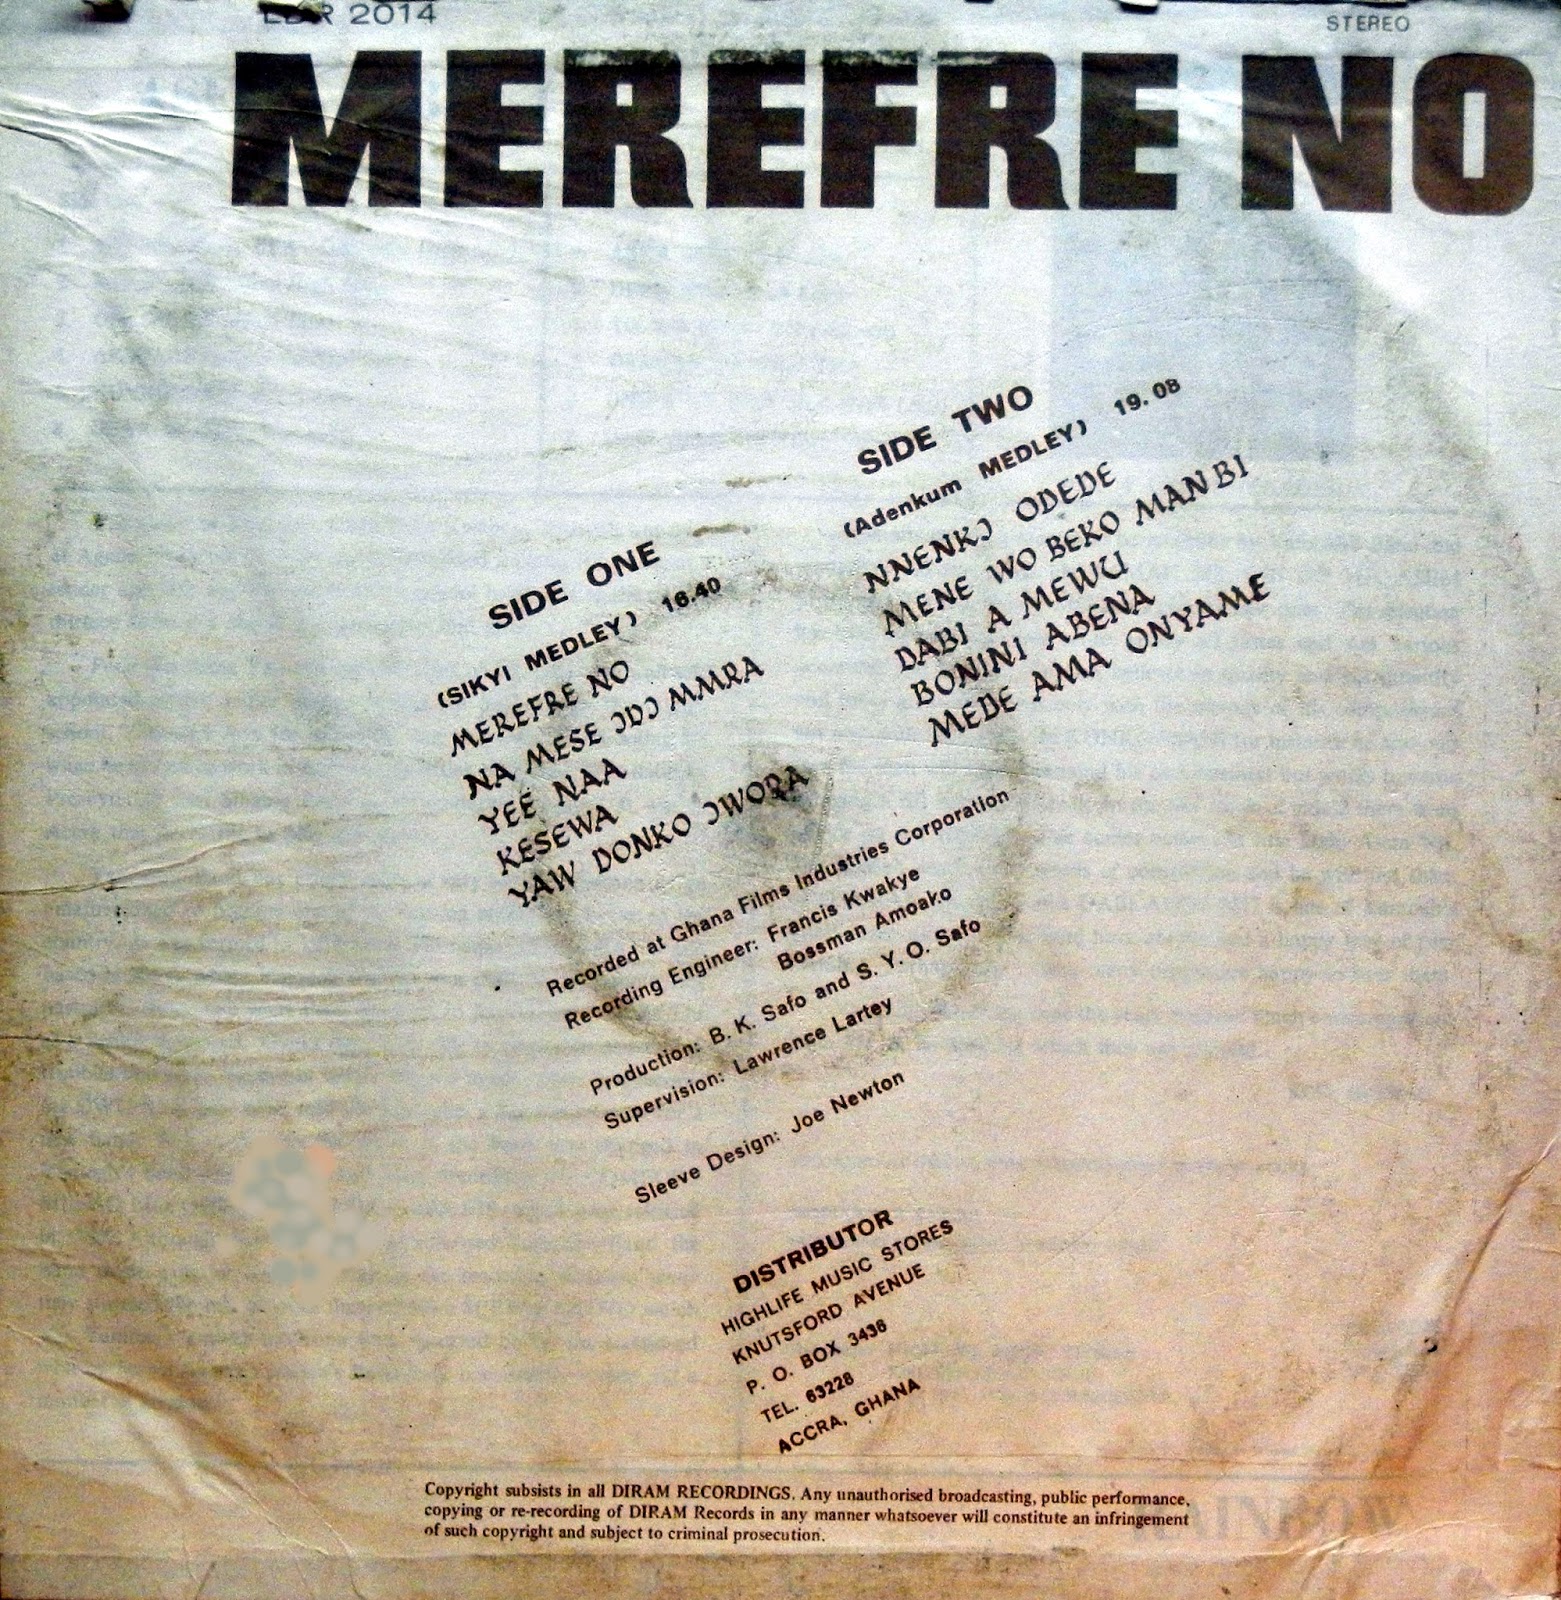 2014
STEREO
MEREFRE NO
SIDE ONE
(SIKYI MEDLEY) 16.40
MEREFRE NO
NA MESE ƆDƆ MMRA
YEE NAA
KESEWA
YAW DONKO ƆWORA
SIDE TWO
(Adenkum MEDLEY) 19.08
NNENKƆ ODEDE
MENE WO BEKO MAN BI
DABI A MEWU
BONINI ABENA
MEDE AMA ONYAME
Recorded at Ghana Films Industries Corporation
Recording Engineer: Francis Kwakye
Bossman Amoako
Production: B. K. Safo and S. Y. O. Safo
Supervision: Lawrence Lartey
Sleeve Design: Joe Newton
DISTRIBUTOR
HIGHLIFE MUSIC STORES
KNUTSFORD AVENUE
P. O. BOX 3436
TEL. 63228
ACCRA, GHANA
Copyright subsists in all DIRAM RECORDINGS. Any unauthorised broadcasting, public performance,
copying or re-recording of DIRAM Records in any manner whatsoever will constitute an infringement
of such copyright and subject to criminal prosecution.